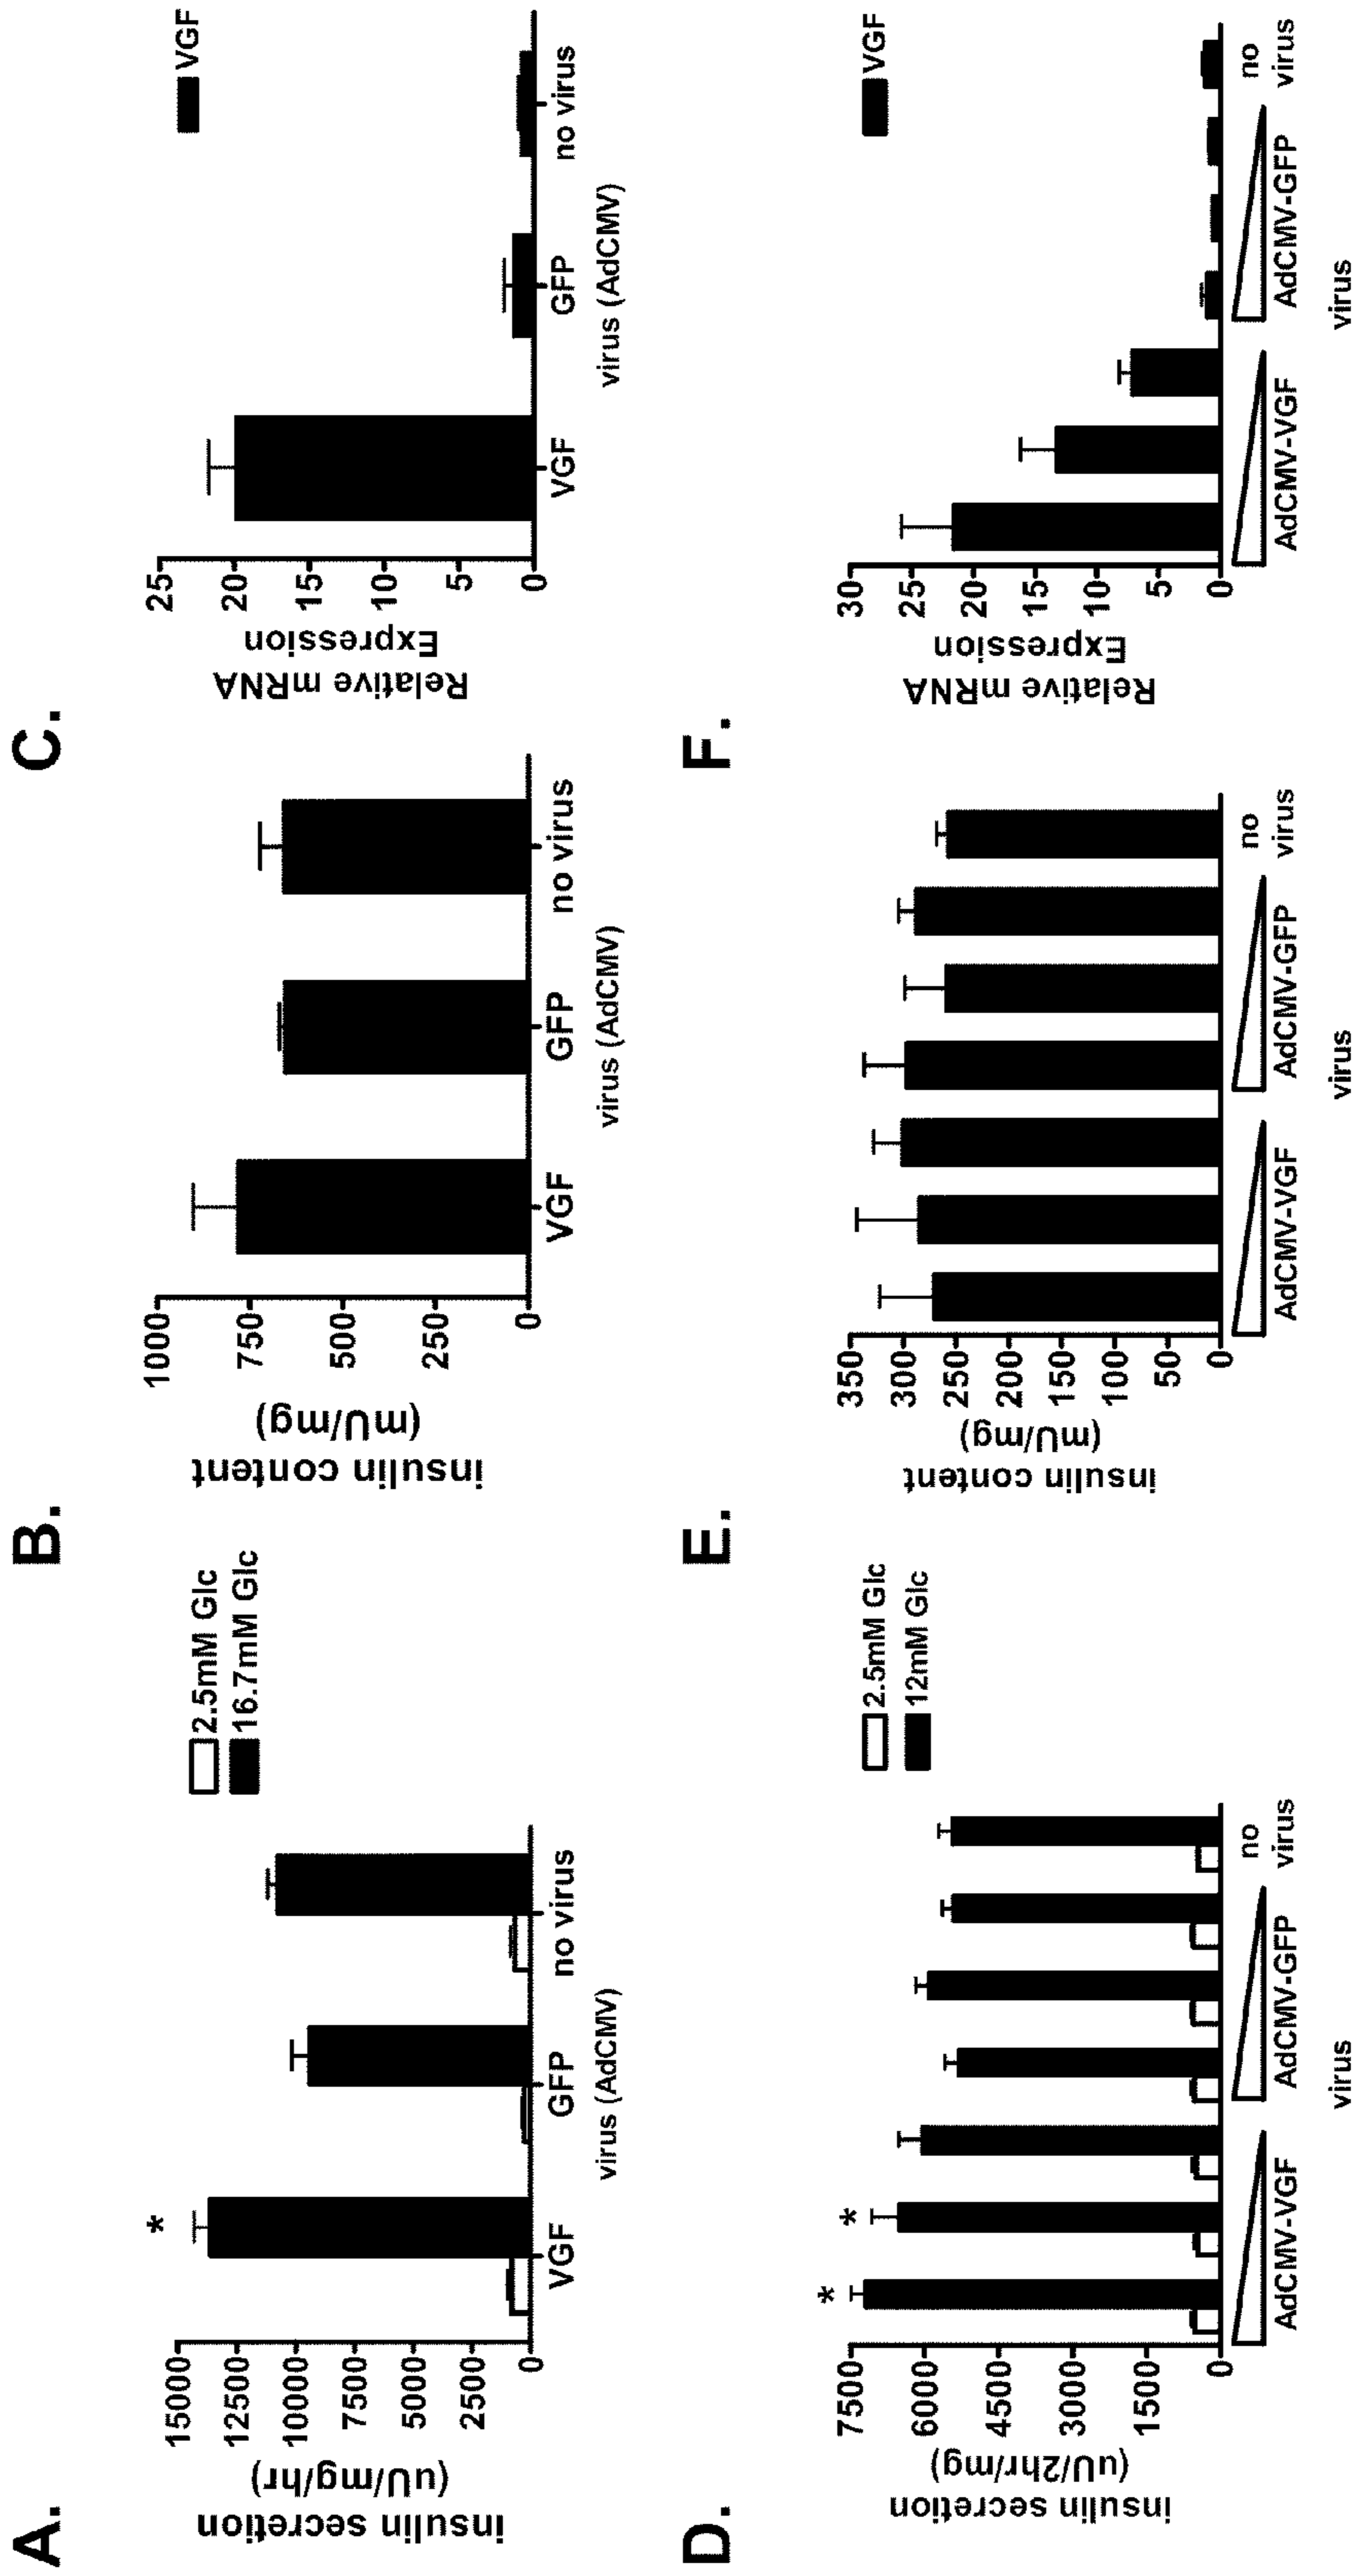 A.
insulin secretion
(uU/mg/hr)
15000
12500
10000
7500
5000
2500
0
*
2.5mM Glc
16.7mM Glc
VGF
GFP
no virus
virus (AdCMV)
B.
insulin content
(mU/mg)
1000
750
500
250
0
VGF
GFP
no virus
virus (AdCMV)
C.
Relative mRNA
Expression
25
20
15
10
5
0
VGF
VGF
GFP
no virus
virus (AdCMV)
D.
insulin secretion
(uU/2hr/mg)
7500
6000
4500
3000
1500
0
*
*
2.5mM Glc
12mM Glc
AdCMV-VGF
AdCMV-GFP
no
virus
virus
E.
insulin content
(mU/mg)
350
300
250
200
150
100
50
0
AdCMV-VGF
AdCMV-GFP
no
virus
virus
F.
Relative mRNA
Expression
30
25
20
15
10
5
0
VGF
AdCMV-VGF
AdCMV-GFP
no
virus
virus